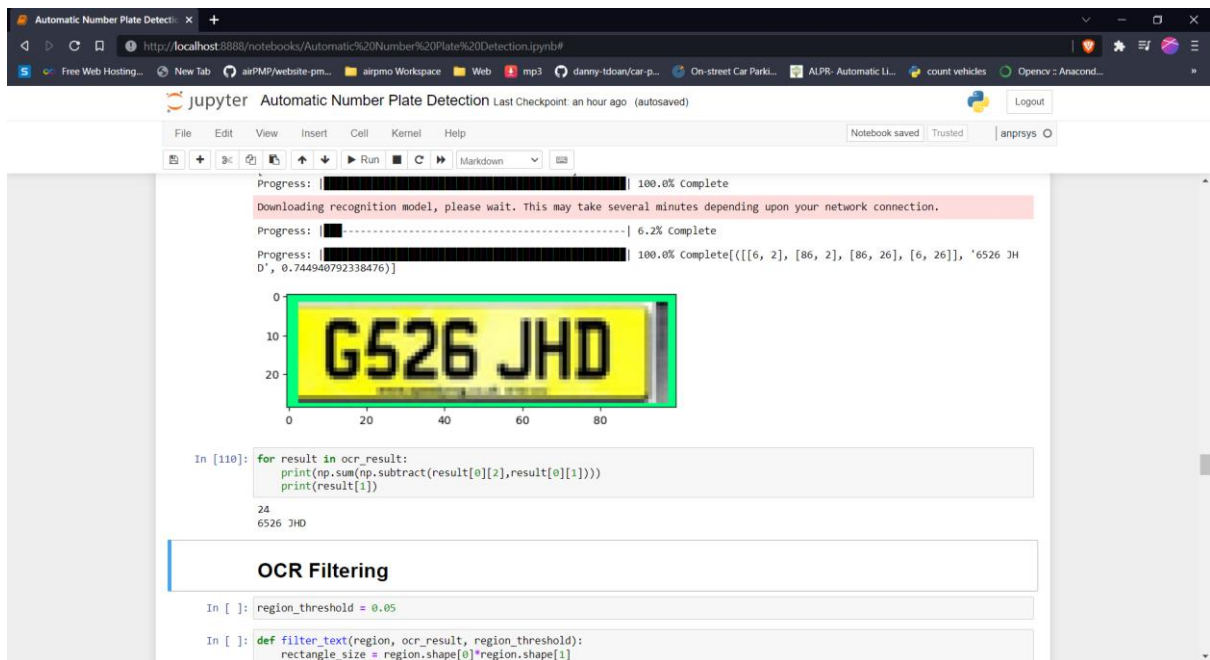 Automatic Number Plate Detectic
http://localhost:8888/notebooks/Automatic%20Number%20Plate%20Detection.ipynb#
Free Web Hosting... New Tab airPMP/website-pm... airpmo Workspace Web mp3 danny-tdoan/car-p... On-street Car Parki... ALPR- Automatic Li... count vehicles Opencv :: Anacond... »
jupyter Automatic Number Plate Detection Last Checkpoint: an hour ago (autosaved) Logout
File Edit View Insert Cell Kernel Help Notebook saved Trusted anprsys
Run Markdown
Progress: || 100.0% Complete
Downloading recognition model, please wait. This may take several minutes depending upon your network connection.
Progress: |---------------------------------------------| 6.2% Complete
Progress: || 100.0% Complete[([[6, 2], [86, 2], [86, 26], [6, 26]], '6526 JH
D', 0.744940792338476)]
0
10
20
G526 JHD
0 20 40 60 80
In [110]: for result in ocr_result:
print(np.sum(np.subtract(result[0][2],result[0][1])))
print(result[1])
24
6526 JHD
OCR Filtering
In [ ]: region_threshold = 0.05
In [ ]: def filter_text(region, ocr_result, region_threshold):
rectangle_size = region.shape[0]*region.shape[1]